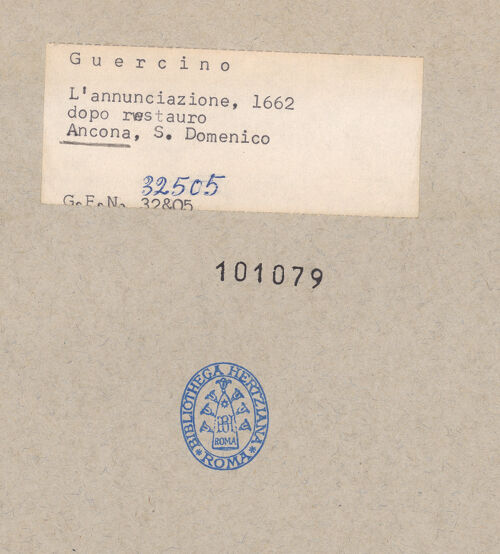 Guercino
L'annunciazione, 1662
dopo restauro
Ancona, S. Domenico
32505
G.F.N. 32805
101079
BIBLIOTHECA HERTZIANA
ROMA
ROMA